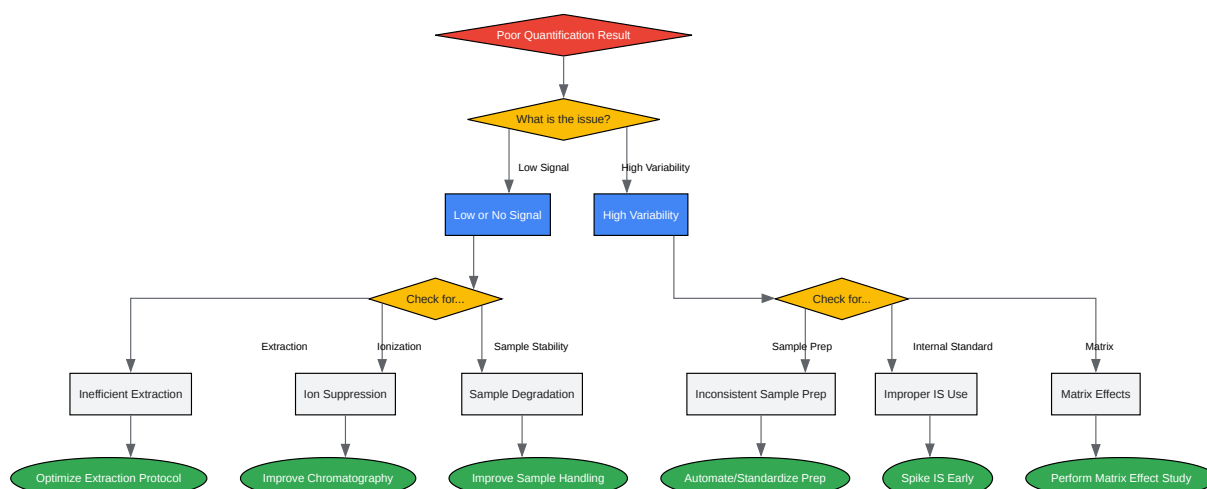 Poor Quantification Result
What is the issue?
Low Signal
High Variability
Low or No Signal
High Variability
Check for...
Check for...
Extraction
Ionization
Sample Stability
Sample Prep
Internal Standard
Matrix
Inefficient Extraction
Ion Suppression
Sample Degradation
Inconsistent Sample Prep
Improper IS Use
Matrix Effects
Optimize Extraction Protocol
Improve Chromatography
Improve Sample Handling
Automate/Standardize Prep
Spike IS Early
Perform Matrix Effect Study